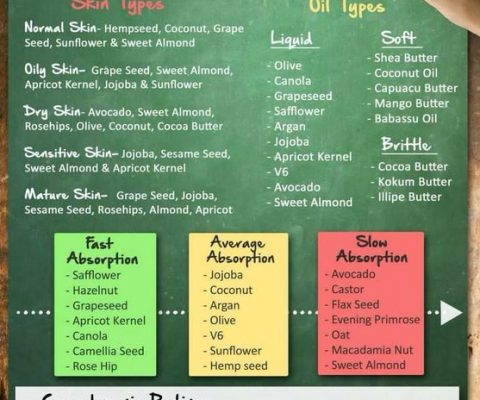 Skin Types
Normal Skin- Hempseed, Coconut, Grape
Seed, Sunflower & Sweet Almond
Oily Skin- Grape Seed, Sweet Almond,
Apricot Kernel, Jojoba & Sunflower
Dry Skin- Avocado, Sweet Almond,
Rosehips, Olive, Coconut, Cocoa Butter
Sensitive Skin- Jojoba, Sesame Seed,
Sweet Almond & Apricot Kernel
Mature Skin- Grape Seed, Jojoba,
Sesame Seed, Rosehips, Almond, Apricot
Oil Types
Liquid
- Olive
- Canola
- Grapeseed
- Safflower
- Argan
- Jojoba
- Apricot Kernel
- V6
- Avocado
- Sweet Almond
Soft
- Shea Butter
- Coconut Oil
- Capuacu Butter
- Mango Butter
- Babassu Oil
Brittle
- Cocoa Butter
- Kokum Butter
- Illipe Butter
Fast
Absorption
- Safflower
- Hazelnut
- Grapeseed
- Apricot Kernel
- Canola
- Camellia Seed
- Rose Hip
Average
Absorption
- Jojoba
- Coconut
- Argan
- Olive
- V6
- Sunflower
- Hemp seed
Slow
Absorption
- Avocado
- Castor
- Flax Seed
- Evening Primrose
- Oat
- Macadamia Nut
- Sweet Almond